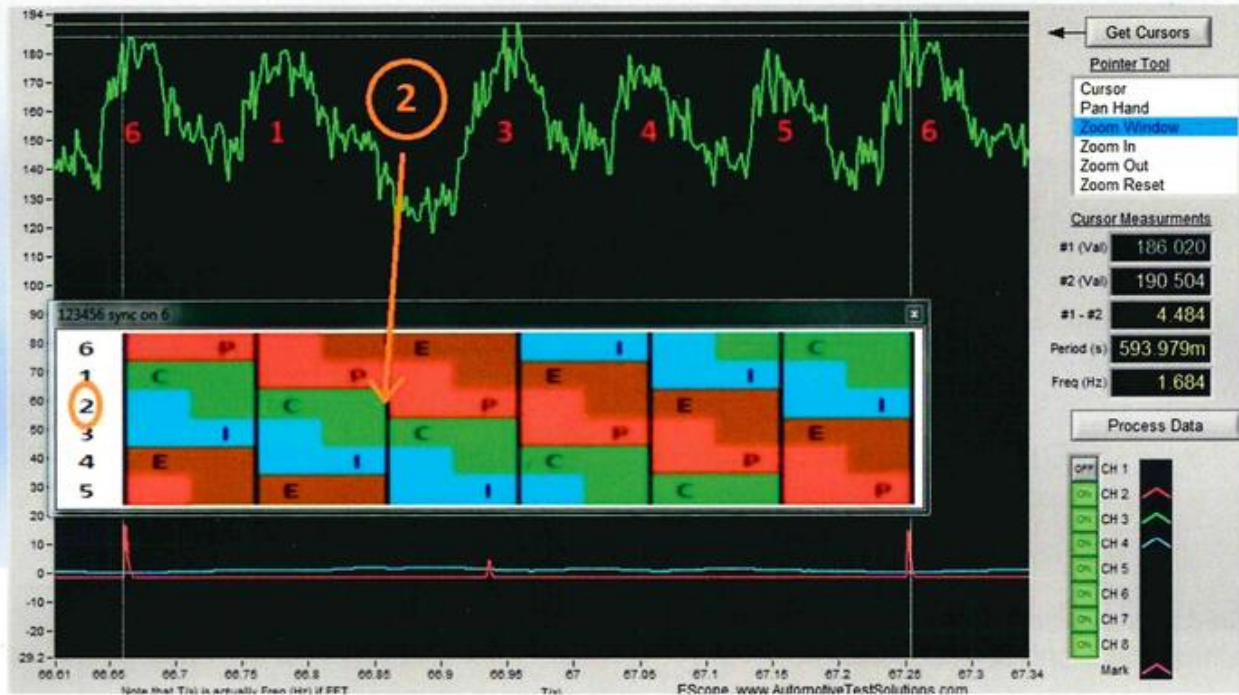 194
180
170
160
150
140
130
120
110
100
90
80
70
60
50
40
30
20
10
0
-10
-20
-29.2
6 1 2 3 4 5 6
123456 sync on 6 x
6 P E I C
1 C P E I
2 C P E I
3 I C P E
4 E I C P
5 E I C P
66.61 66.65 66.7 66.75 66.8 66.85 66.9 66.95 67 67.05 67.1 67.15 67.2 67.25 67.34
Note that T(s) is actually Freq (Hz) if FFT T(s) EScope www.AutomotiveTestSolutions.com
Get Cursors
Pointer Tool
Cursor
Pan Hand
Zoom Window
Zoom In
Zoom Out
Zoom Reset
Cursor Measurments
#1 (Val) 186.020
#2 (Val) 190.504
#1 - #2 4.484
Period (s) 593.979m
Freq (Hz) 1.684
Process Data
OFF CH 1
ON CH 2
ON CH 3
ON CH 4
ON CH 5
ON CH 6
ON CH 7
ON CH 8
Mark